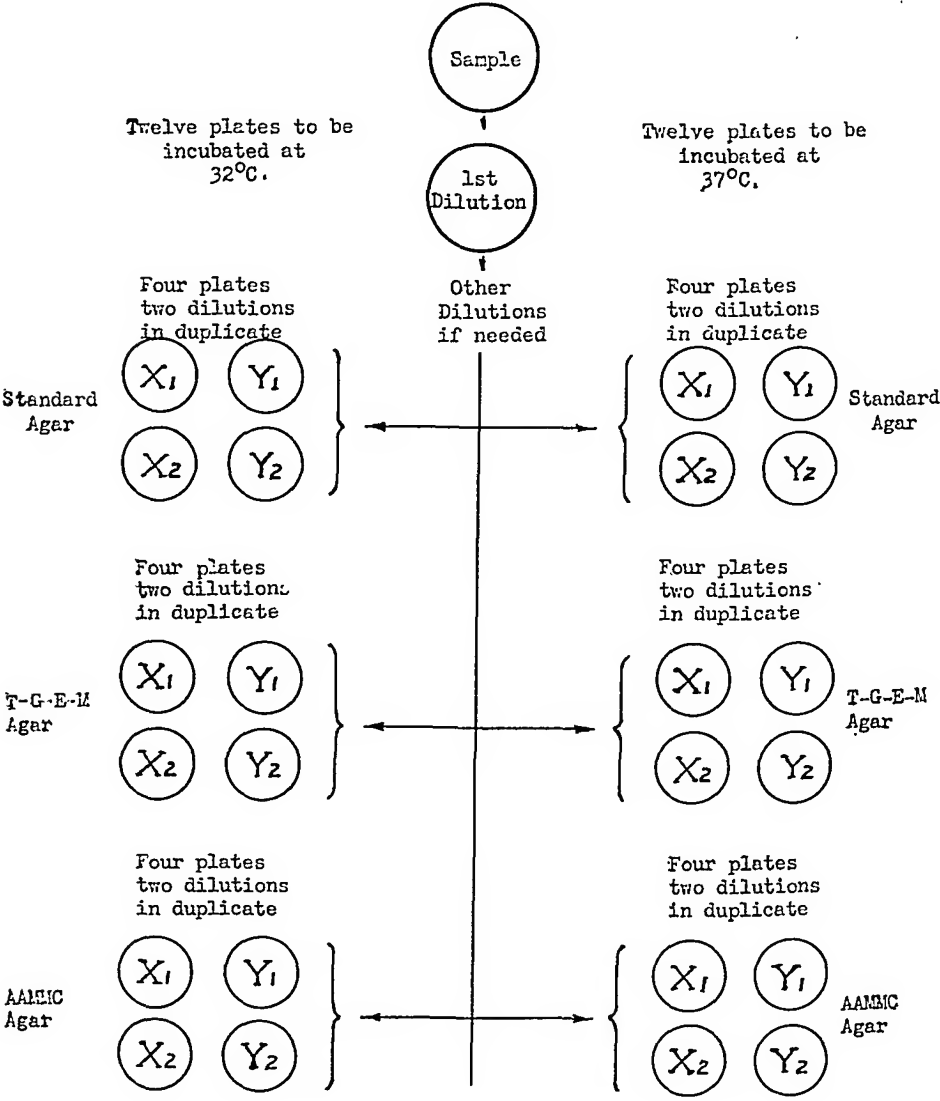 Sample
Twelve plates to be
incubated at
32°C.
Twelve plates to be
incubated at
37°C.
1st
Dilution
Other
Dilutions
if needed
Four plates
two dilutions
in duplicate
Four plates
two dilutions
in duplicate
Standard
Agar
X1 Y1
X2 Y2
X1 Y1
X2 Y2
Standard
Agar
Four plates
two dilutions
in duplicate
Four plates
two dilutions
in duplicate
T-G-E-M
Agar
X1 Y1
X2 Y2
X1 Y1
X2 Y2
T-G-E-M
Agar
Four plates
two dilutions
in duplicate
Four plates
two dilutions
in duplicate
Agar
X1 Y1
X2 Y2
X1 Y1
X2 Y2
Agar